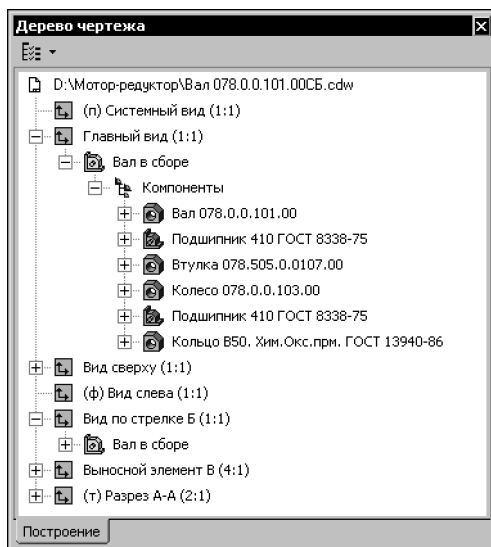 Дерево чертежа
D:\Мотор-редуктор\Вал 078.0.0.101.00СБ.cdw
(п) Системный вид (1:1)
Главный вид (1:1)
Вал в сборе
Компоненты
Вал 078.0.0.101.00
Подшипник 410 ГОСТ 8338-75
Втулка 078.505.0.0107.00
Колесо 078.0.0.103.00
Подшипник 410 ГОСТ 8338-75
Кольцо В50. Хим.Окс.прм. ГОСТ 13940-86
Вид сверху (1:1)
(ф) Вид слева (1:1)
Вид по стрелке Б (1:1)
Вал в сборе
Выносной элемент В (4:1)
(т) Разрез А-А (2:1)
Построение